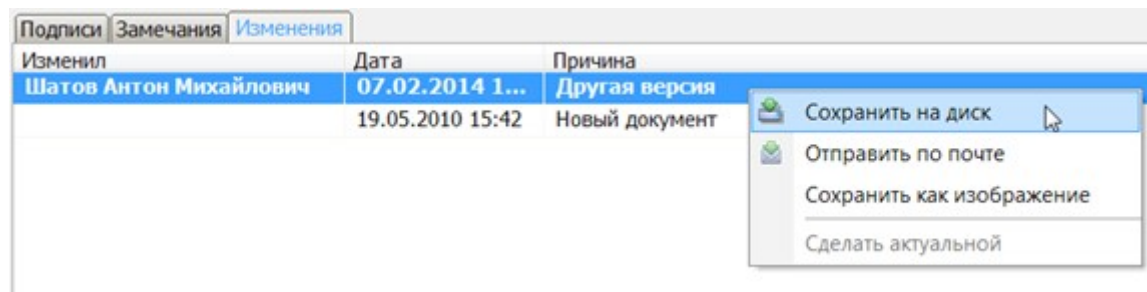 Подписи Замечания Изменения
Изменил Дата Причина
Шатов Антон Михайлович 07.02.2014 1... Другая версия
19.05.2010 15:42 Новый документ
Сохранить на диск
Отправить по почте
Сохранить как изображение
Сделать актуальной